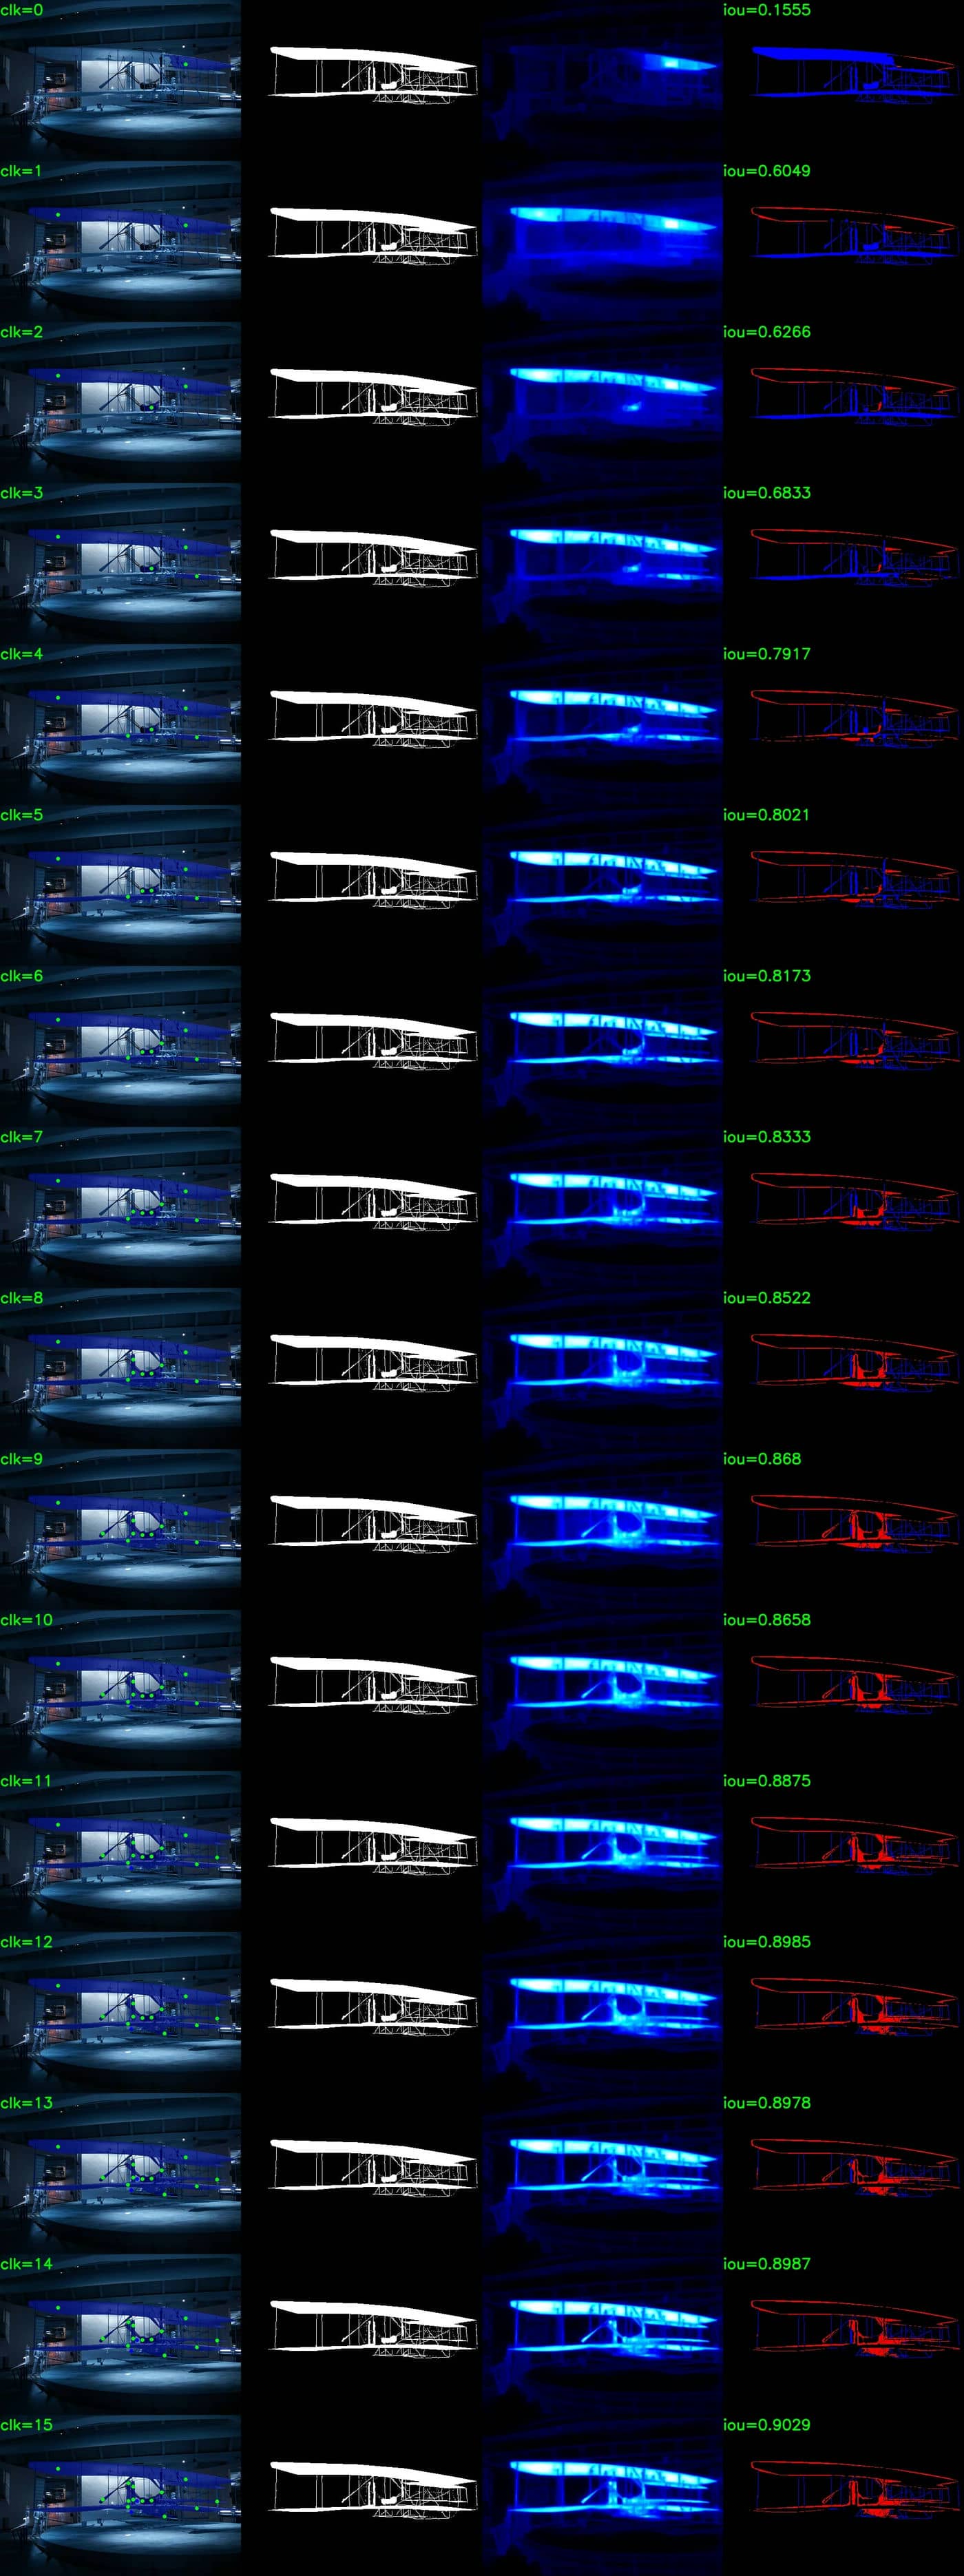 clk=0 iou=0.1555
clk=1 iou=0.6049
clk=2 iou=0.6266
clk=3 iou=0.6833
clk=4 iou=0.7917
clk=5 iou=0.8021
clk=6 iou=0.8173
clk=7 iou=0.8333
clk=8 iou=0.8522
clk=9 iou=0.868
clk=10 iou=0.8658
clk=11 iou=0.8875
clk=12 iou=0.8985
clk=13 iou=0.8978
clk=14 iou=0.8987
clk=15 iou=0.9029